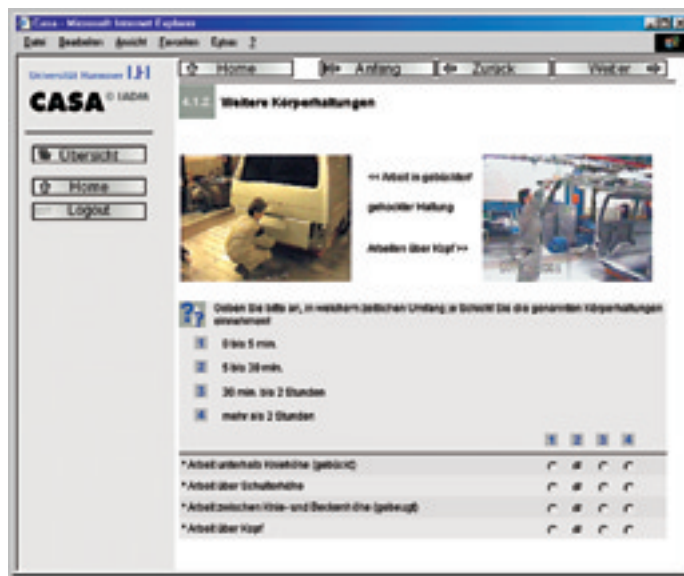 Casa - Microsoft Internet Explorer
Datei Bearbeiten Ansicht Favoriten Extras ?
Universität Hannover
CASA © IADM
Home Anfang Zurück Weiter
4.1.2. Weitere Körperhaltungen
Übersicht
Home
Logout
<< Arbeit in gebückter/
gehockter Haltung
Arbeiten über Kopf >>
Geben Sie bitte an, in welchem zeitlichen Umfang je Schicht Sie die genannten Körperhaltungen
einnehmen!
1 0 bis 5 min.
2 5 bis 30 min.
3 30 min. bis 2 Stunden
4 mehr als 2 Stunden
1 2 3 4
* Arbeit unterhalb Kniehöhe (gebückt)
* Arbeit über Schulterhöhe
* Arbeit zwischen Knie- und Beckenhöhe (gebeugt)
* Arbeit über Kopf